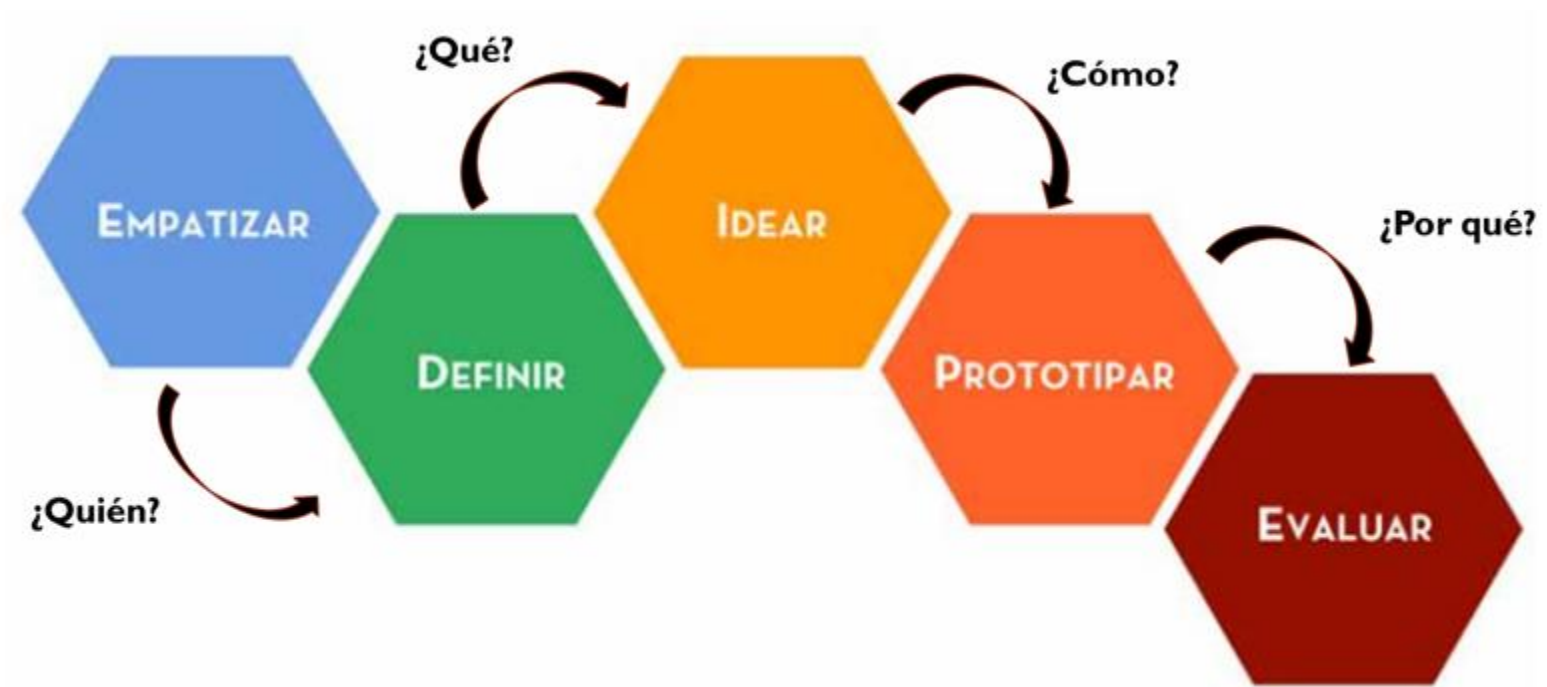 ¿Qué?
¿Cómo?
¿Por qué?
EMPATIZAR
IDEAR
DEFINIR
PROTOTIPAR
¿Quién?
EVALUAR